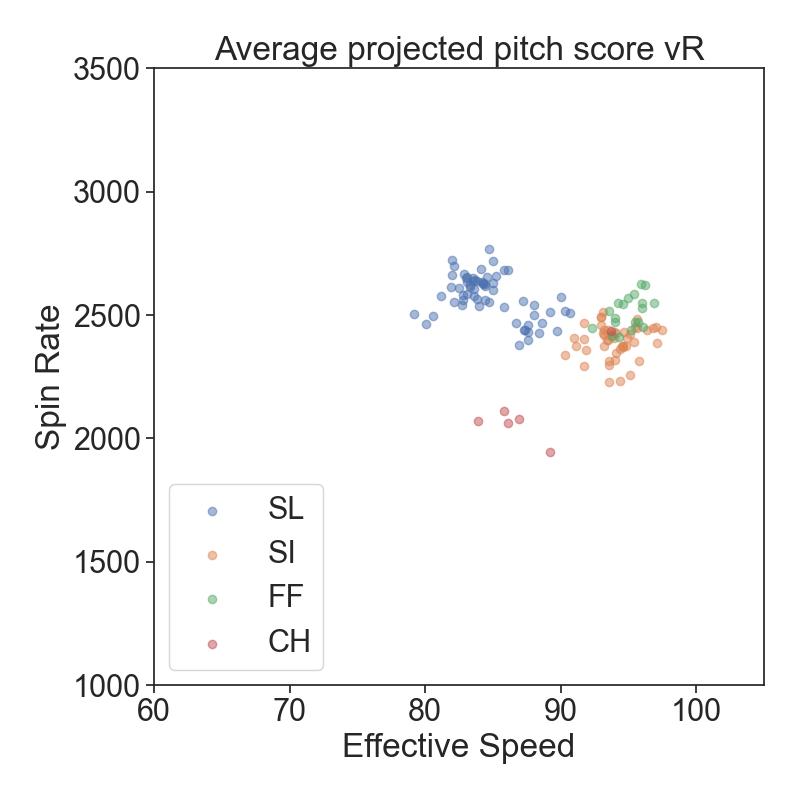 Average projected pitch score vR
3500
3000
2500
2000
1500
1000
Spin Rate
SL
SI
FF
CH
60 70 80 90 100
Effective Speed